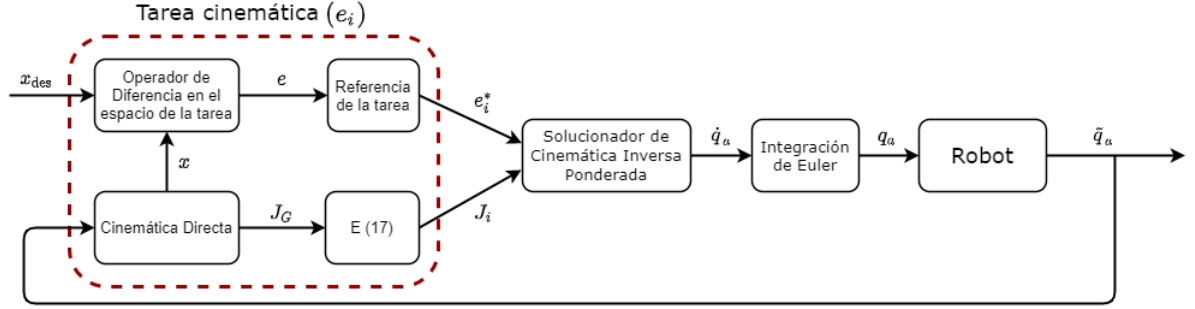 Tarea cinemática (e_i)
x_des
Operador de
Diferencia en el
espacio de la tarea
e
Referencia
de la tarea
e_i^*
x
Cinemática Directa
J_G
E (17)
J_i
Solucionador de
Cinemática Inversa
Ponderada
q̇_a
Integración
de Euler
q_a
Robot
q̃_a